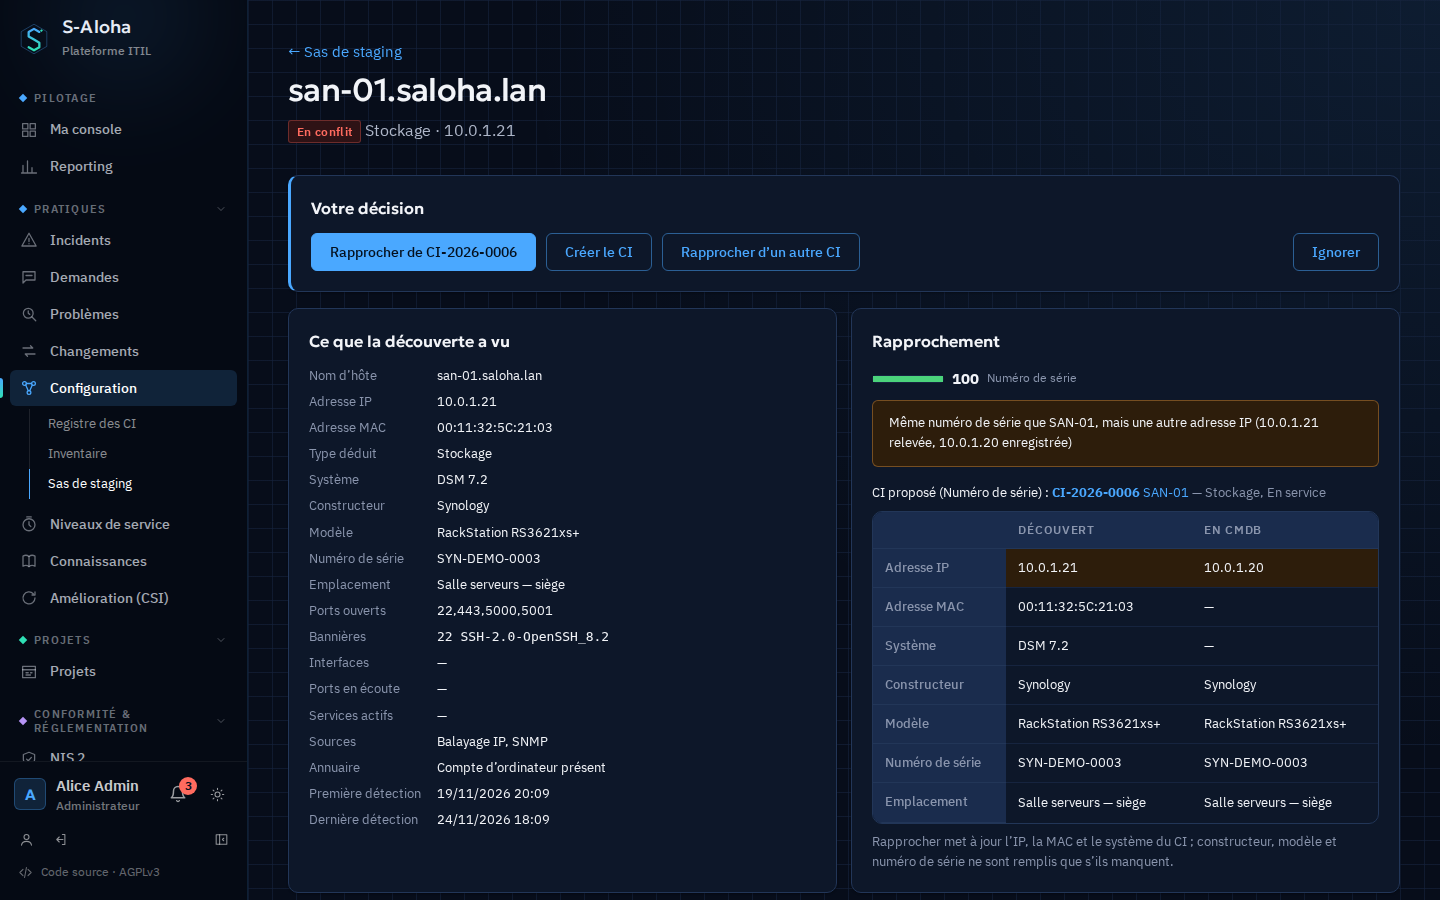 S-Aloha
Plateforme ITIL
PILOTAGE
Ma console
Reporting
PRATIQUES
Incidents
Demandes
Problèmes
Changements
Configuration
Registre des CI
Inventaire
Sas de staging
Niveaux de service
Connaissances
Amélioration (CSI)
PROJETS
Projets
CONFORMITÉ &
RÉGLEMENTATION
NIS 2
A
Alice Admin
Administrateur
3
Code source · AGPLv3
← Sas de staging
san-01.saloha.lan
En conflit Stockage · 10.0.1.21
Votre décision
Rapprocher de CI-2026-0006
Créer le CI
Rapprocher d’un autre CI
Ignorer
Ce que la découverte a vu
Nom d’hôte san-01.saloha.lan
Adresse IP 10.0.1.21
Adresse MAC 00:11:32:5C:21:03
Type déduit Stockage
Système DSM 7.2
Constructeur Synology
Modèle RackStation RS3621xs+
Numéro de série SYN-DEMO-0003
Emplacement Salle serveurs — siège
Ports ouverts 22,443,5000,5001
Bannières 22 SSH-2.0-OpenSSH_8.2
Interfaces —
Ports en écoute —
Services actifs —
Sources Balayage IP, SNMP
Annuaire Compte d’ordinateur présent
Première détection 19/11/2026 20:09
Dernière détection 24/11/2026 18:09
Rapprochement
100 Numéro de série
Même numéro de série que SAN-01, mais une autre adresse IP (10.0.1.21
relevée, 10.0.1.20 enregistrée)
CI proposé (Numéro de série) : CI-2026-0006 SAN-01 — Stockage, En service
DÉCOUVERT EN CMDB
Adresse IP 10.0.1.21 10.0.1.20
Adresse MAC 00:11:32:5C:21:03 —
Système DSM 7.2 —
Constructeur Synology Synology
Modèle RackStation RS3621xs+ RackStation RS3621xs+
Numéro de série SYN-DEMO-0003 SYN-DEMO-0003
Emplacement Salle serveurs — siège Salle serveurs — siège
Rapprocher met à jour l’IP, la MAC et le système du CI ; constructeur, modèle et
numéro de série ne sont remplis que s’ils manquent.